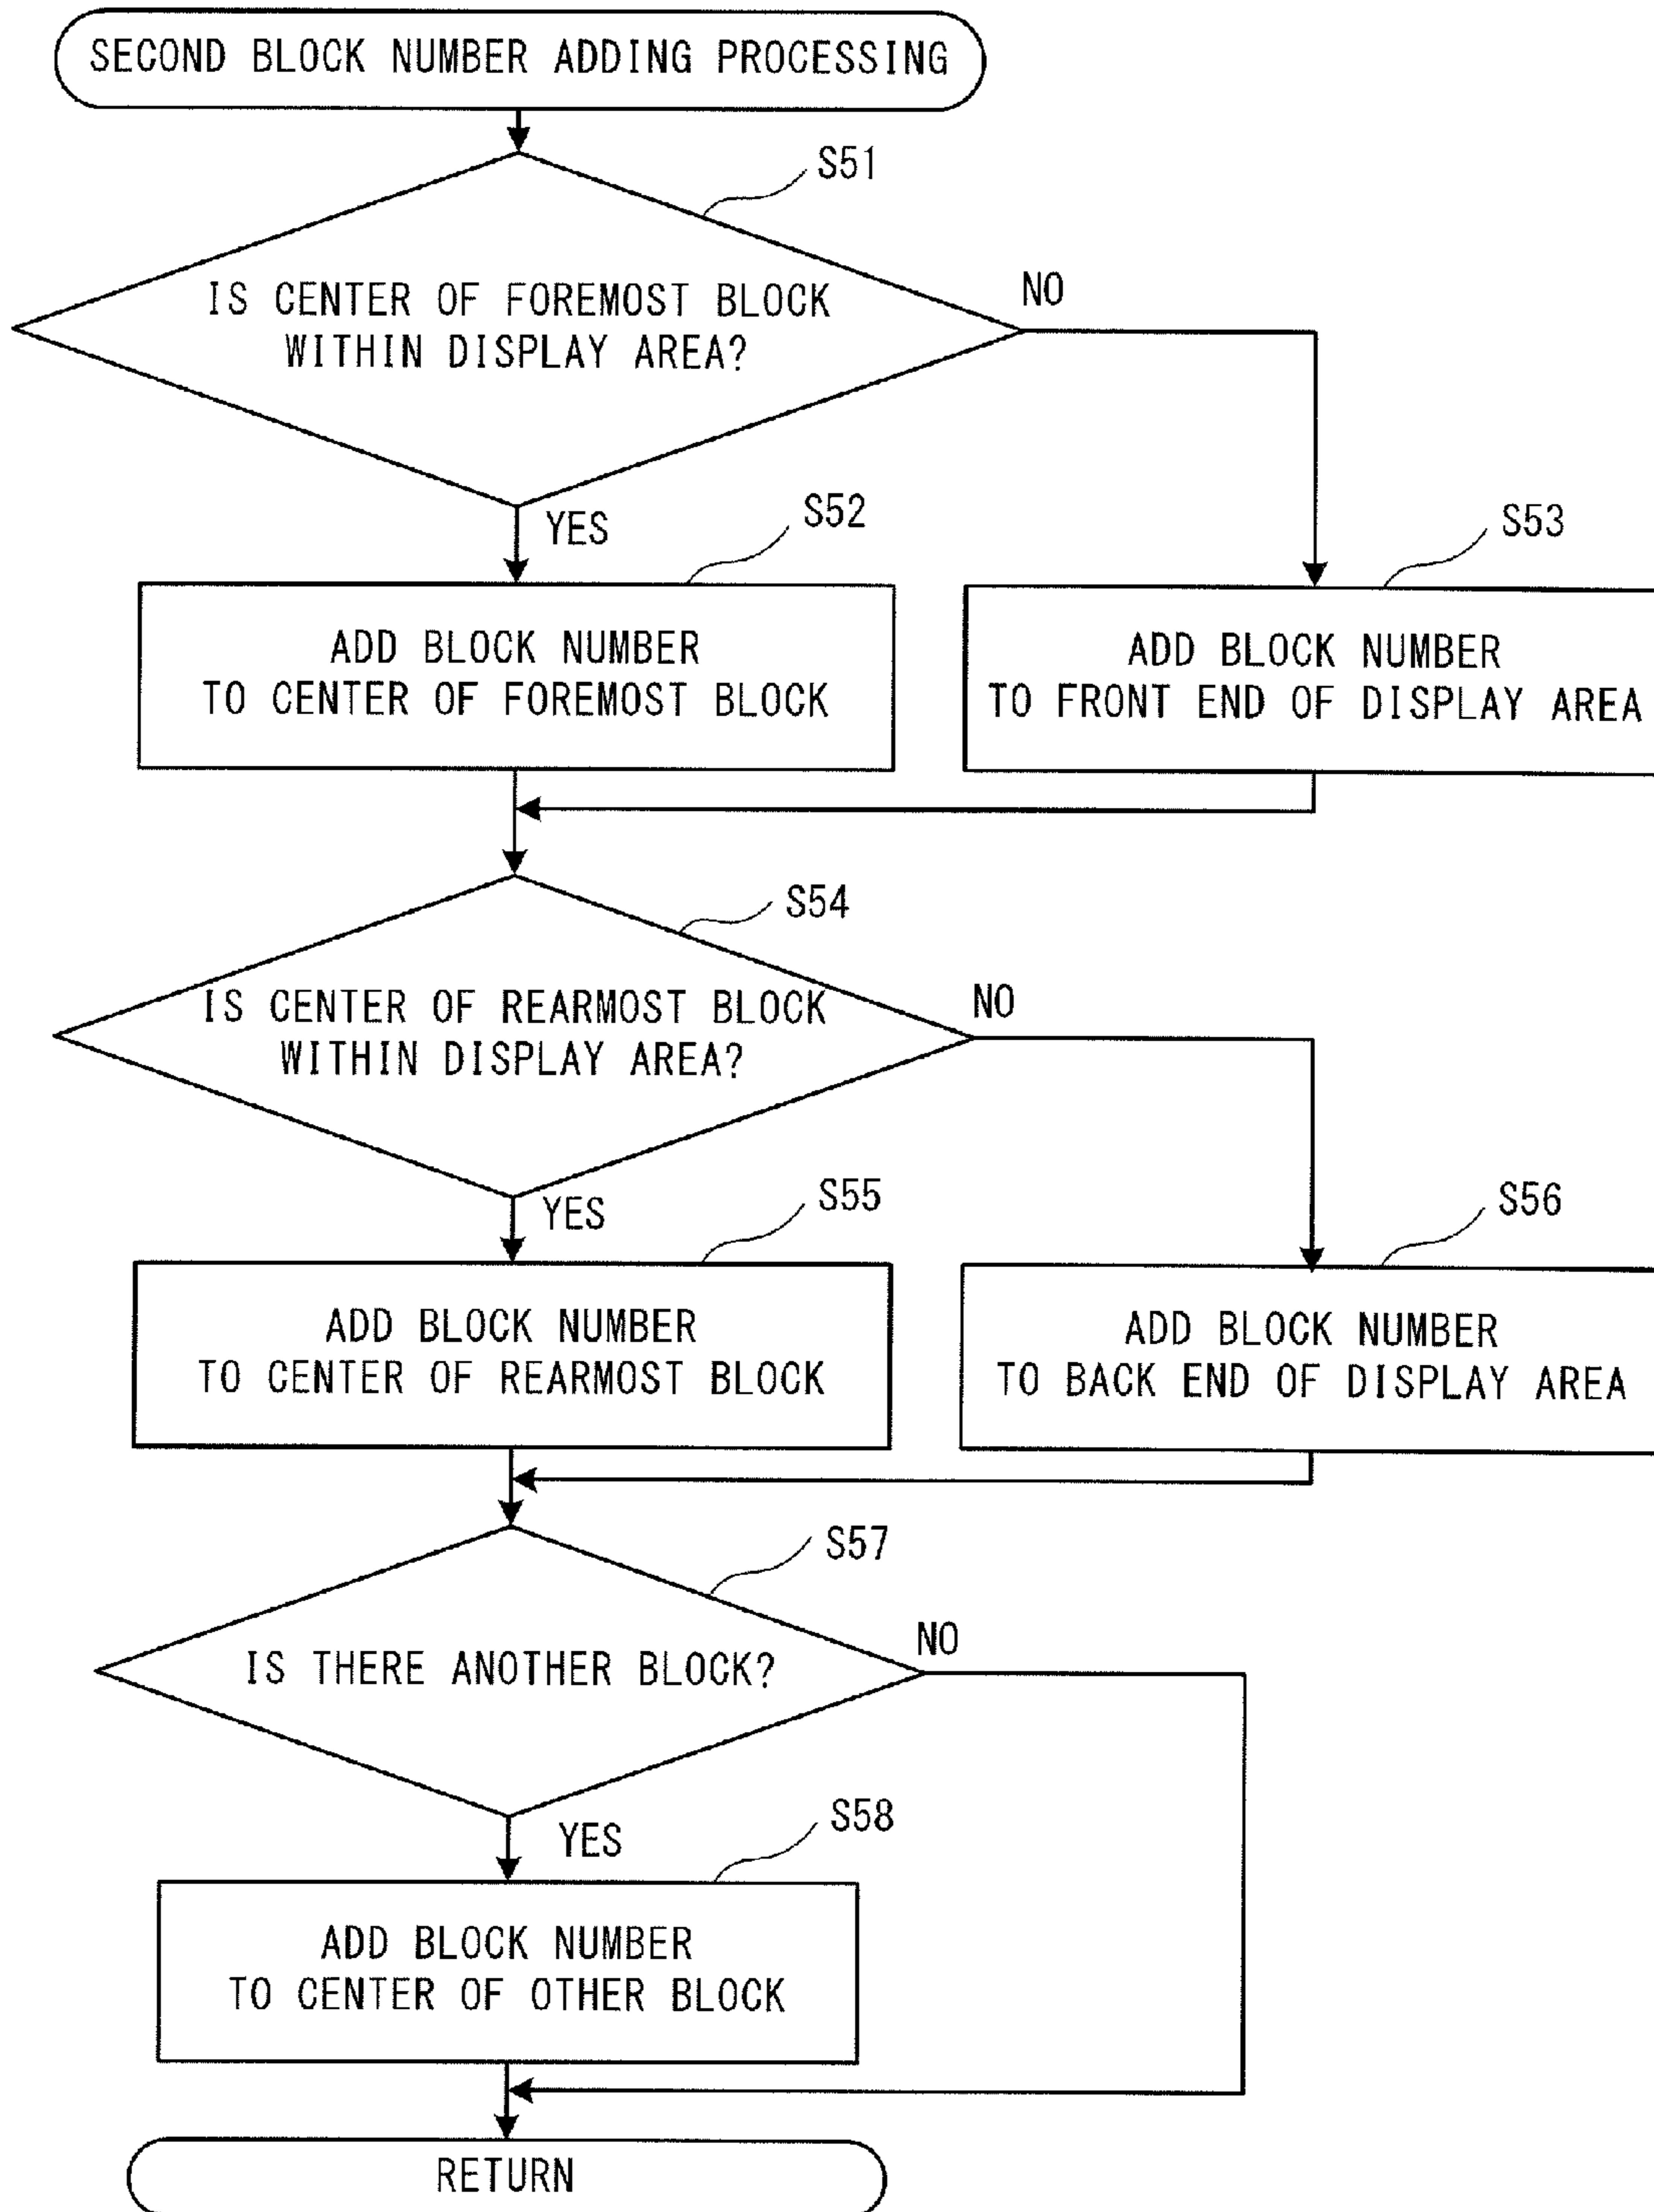 SECOND BLOCK NUMBER ADDING PROCESSING
S51
IS CENTER OF FOREMOST BLOCK
WITHIN DISPLAY AREA?
NO
YES
S52
S53
ADD BLOCK NUMBER
TO CENTER OF FOREMOST BLOCK
ADD BLOCK NUMBER
TO FRONT END OF DISPLAY AREA
S54
IS CENTER OF REARMOST BLOCK
WITHIN DISPLAY AREA?
NO
YES
S55
S56
ADD BLOCK NUMBER
TO CENTER OF REARMOST BLOCK
ADD BLOCK NUMBER
TO BACK END OF DISPLAY AREA
S57
IS THERE ANOTHER BLOCK?
NO
YES
S58
ADD BLOCK NUMBER
TO CENTER OF OTHER BLOCK
RETURN